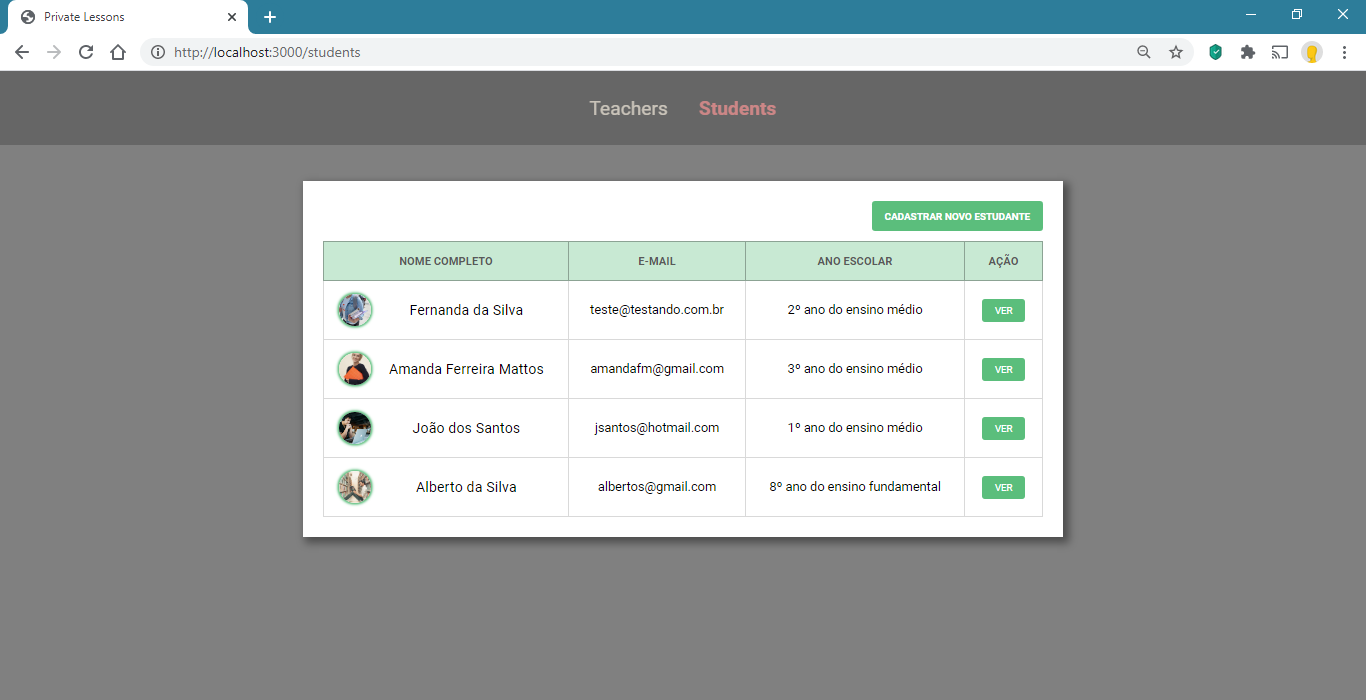 Private Lessons
http://localhost:3000/students
Teachers Students
CADASTRAR NOVO ESTUDANTE
NOME COMPLETO E-MAIL ANO ESCOLAR AÇÃO
Fernanda da Silva teste@testando.com.br 2º ano do ensino médio VER
Amanda Ferreira Mattos amandafm@gmail.com 3º ano do ensino médio VER
João dos Santos jsantos@hotmail.com 1º ano do ensino médio VER
Alberto da Silva albertos@gmail.com 8º ano do ensino fundamental VER